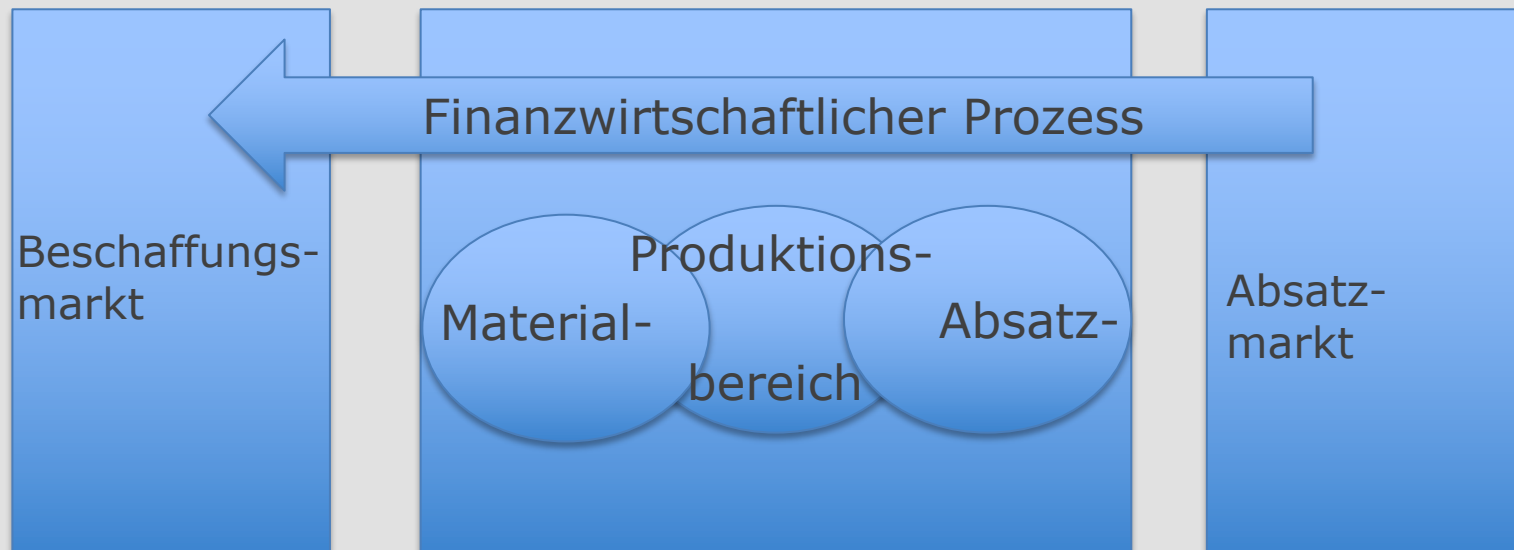 Finanzwirtschaftlicher Prozess
Beschaffungs-
markt
Material-
Produktions-
bereich
Absatz-
Absatz-
markt